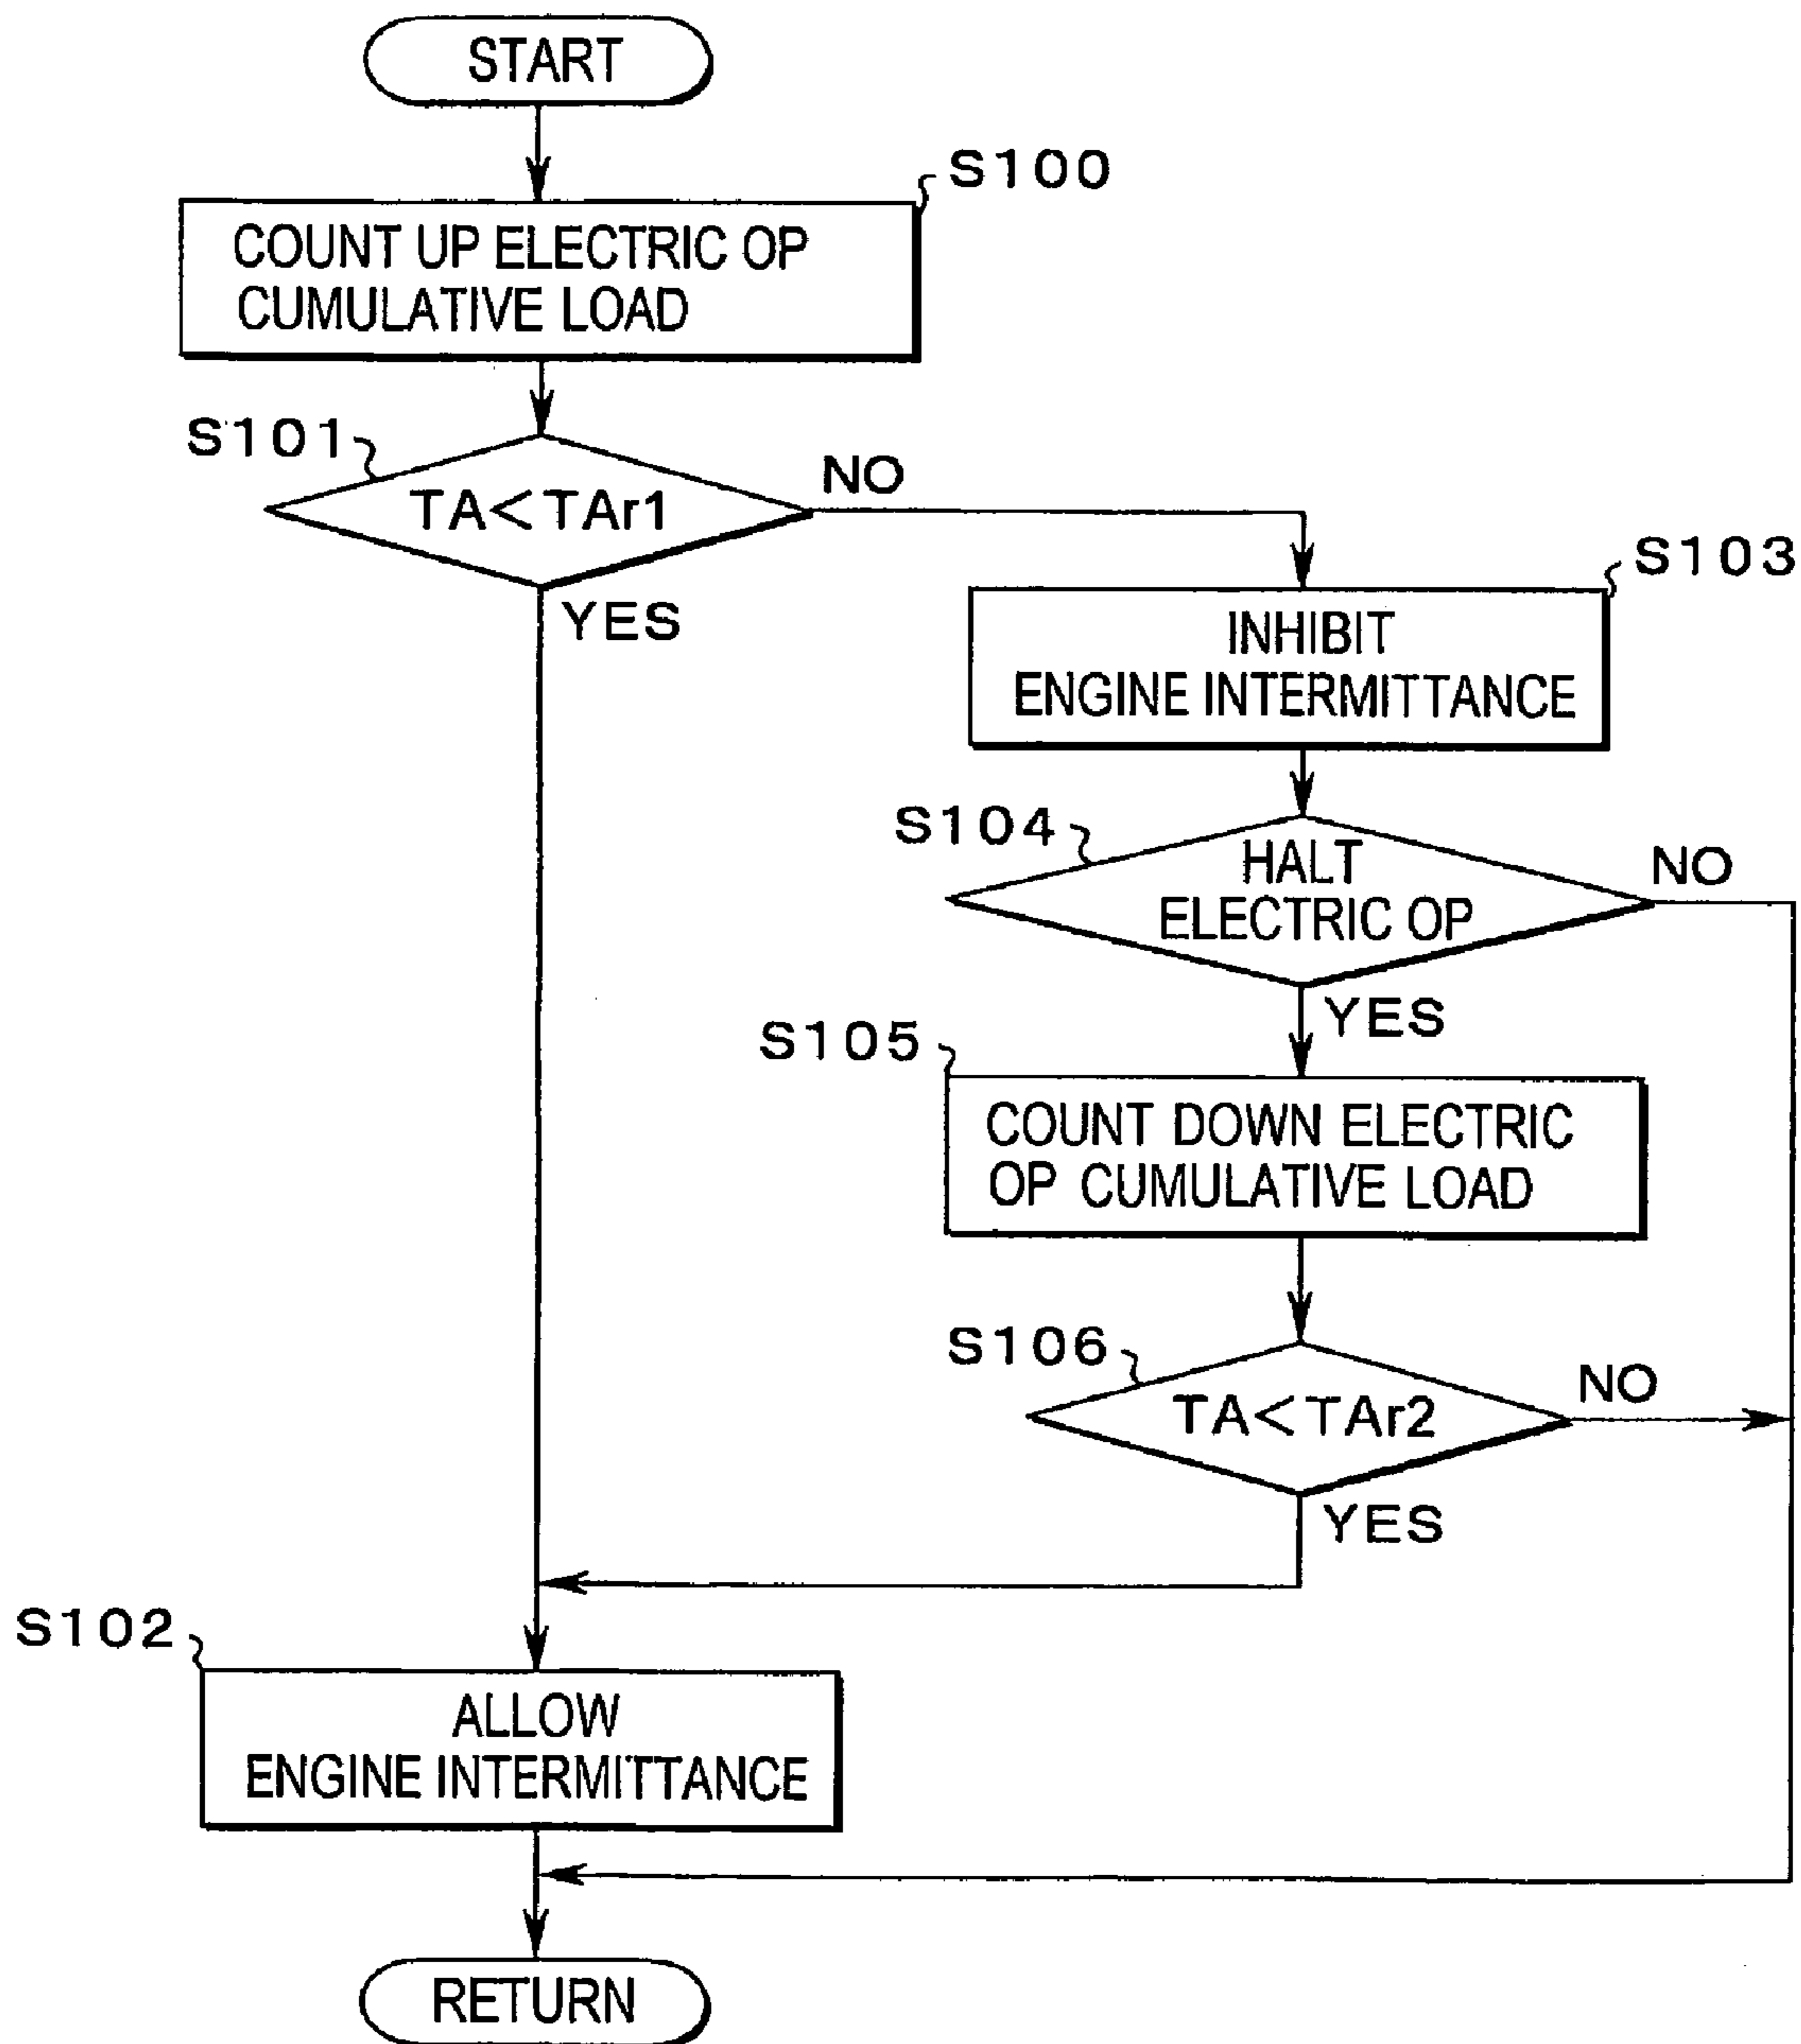 START
S100
COUNT UP ELECTRIC OP
CUMULATIVE LOAD
S101
TA<TAr1
NO
YES
S103
INHIBIT
ENGINE INTERMITTANCE
S104
HALT
ELECTRIC OP
NO
YES
S105
COUNT DOWN ELECTRIC
OP CUMULATIVE LOAD
S106
TA<TAr2
NO
YES
S102
ALLOW
ENGINE INTERMITTANCE
RETURN